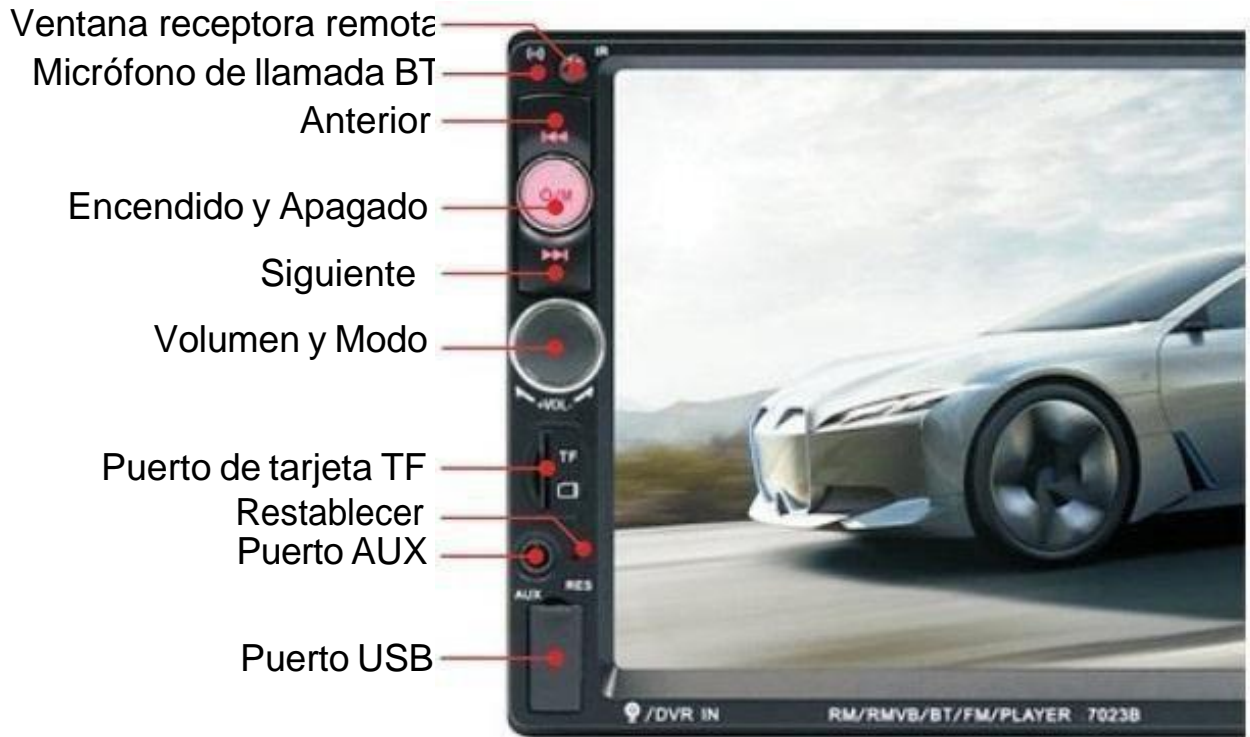 Ventana receptora remota
Micrófono de llamada BT
Anterior
Encendido y Apagado
Siguiente
Volumen y Modo
Puerto de tarjeta TF
Restablecer
Puerto AUX
Puerto USB
IR
/M
+VOL-
TF
AUX
RES
/DVR IN
RM/RMVB/BT/FM/PLAYER 7023B